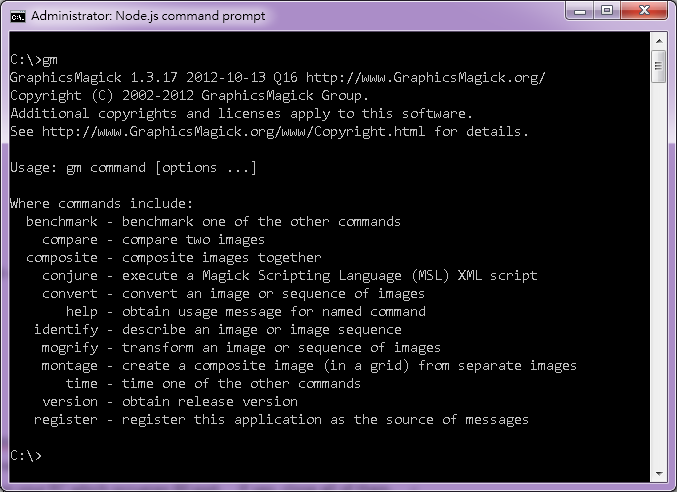 Administrator: Node.js command prompt
C:\>gm
GraphicsMagick 1.3.17 2012-10-13 Q16 http://www.GraphicsMagick.org/
Copyright (C) 2002-2012 GraphicsMagick Group.
Additional copyrights and licenses apply to this software.
See http://www.GraphicsMagick.org/www/Copyright.html for details.
Usage: gm command [options ...]
Where commands include:
benchmark - benchmark one of the other commands
compare - compare two images
composite - composite images together
conjure - execute a Magick Scripting Language (MSL) XML script
convert - convert an image or sequence of images
help - obtain usage message for named command
identify - describe an image or image sequence
mogrify - transform an image or sequence of images
montage - create a composite image (in a grid) from separate images
time - time one of the other commands
version - obtain release version
register - register this application as the source of messages
C:\>